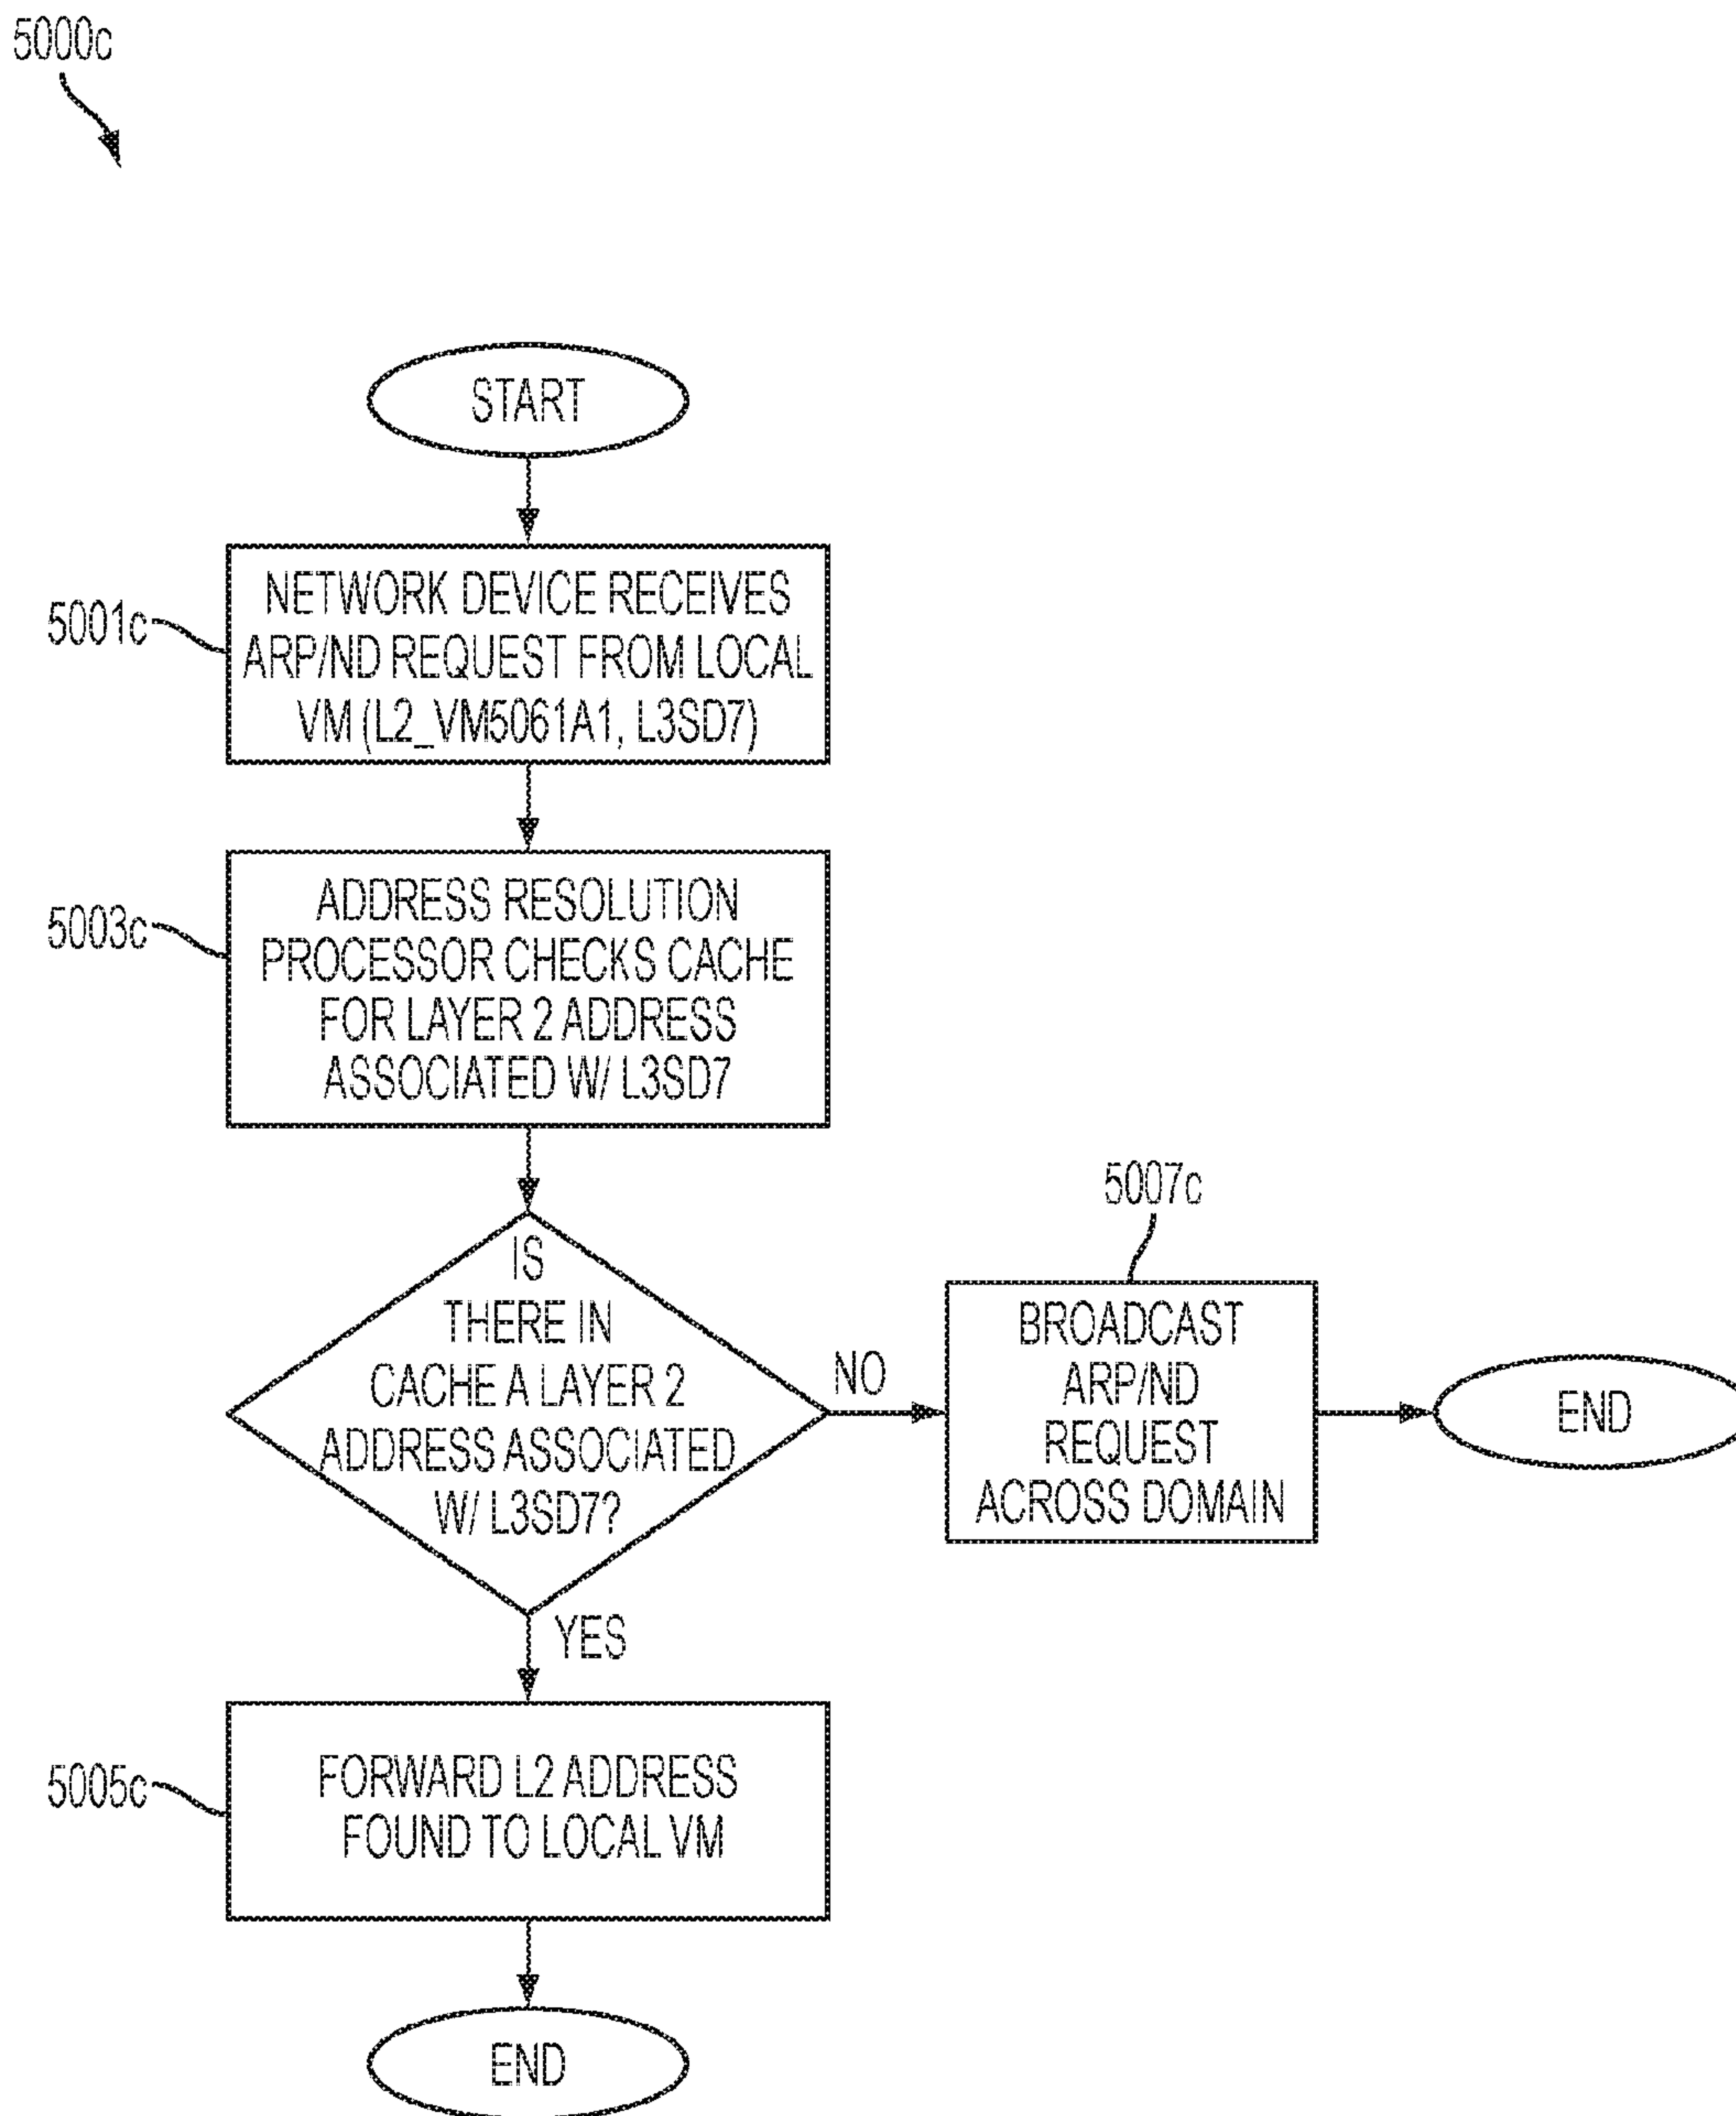 5000c
START
5001c
NETWORK DEVICE RECEIVES
ARP/ND REQUEST FROM LOCAL
VM (L2_VM5061A1, L3SD7)
5003c
ADDRESS RESOLUTION
PROCESSOR CHECKS CACHE
FOR LAYER 2 ADDRESS
ASSOCIATED W/ L3SD7
IS
THERE IN
CACHE A LAYER 2
ADDRESS ASSOCIATED
W/ L3SD7?
NO
5007c
BROADCAST
ARP/ND
REQUEST
ACROSS DOMAIN
END
YES
5005c
FORWARD L2 ADDRESS
FOUND TO LOCAL VM
END